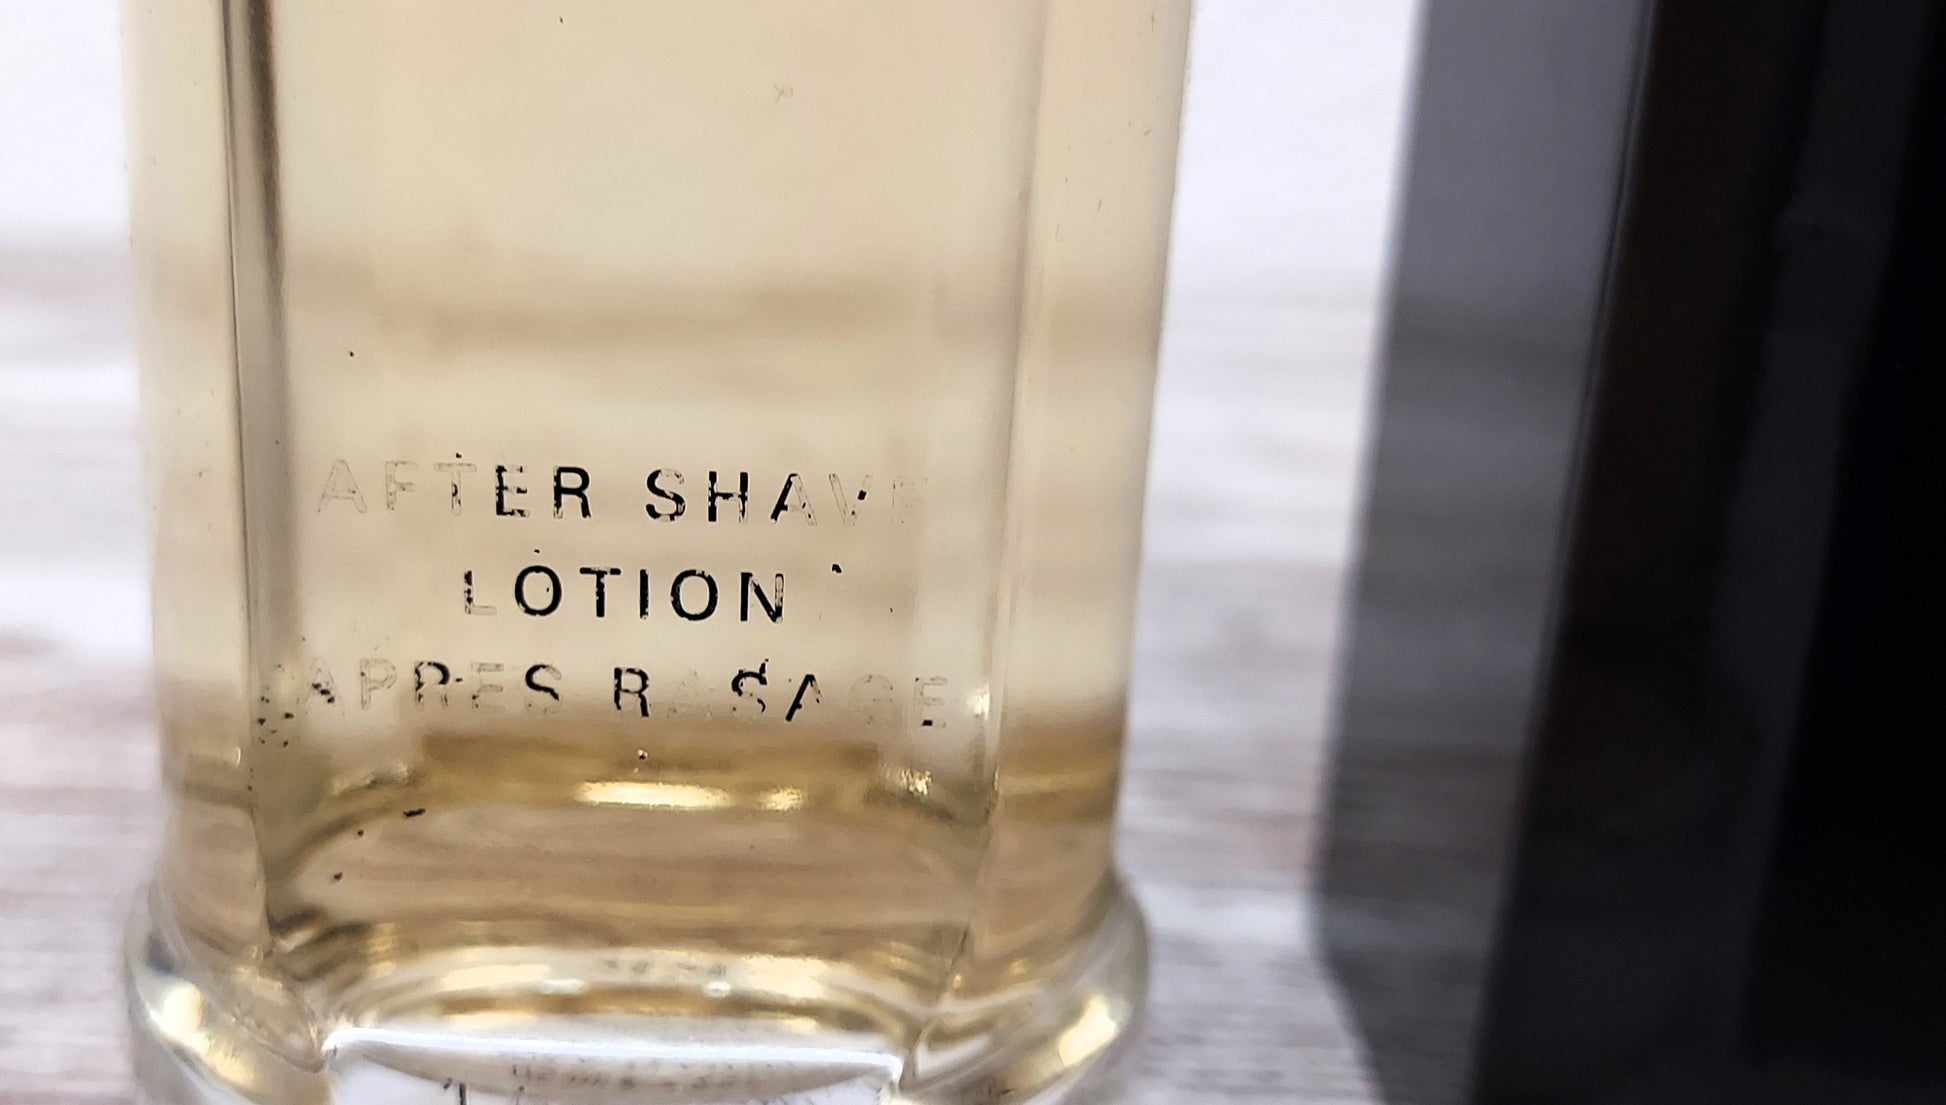 AFTER SHAVE
LOTION
APRES RASAGE